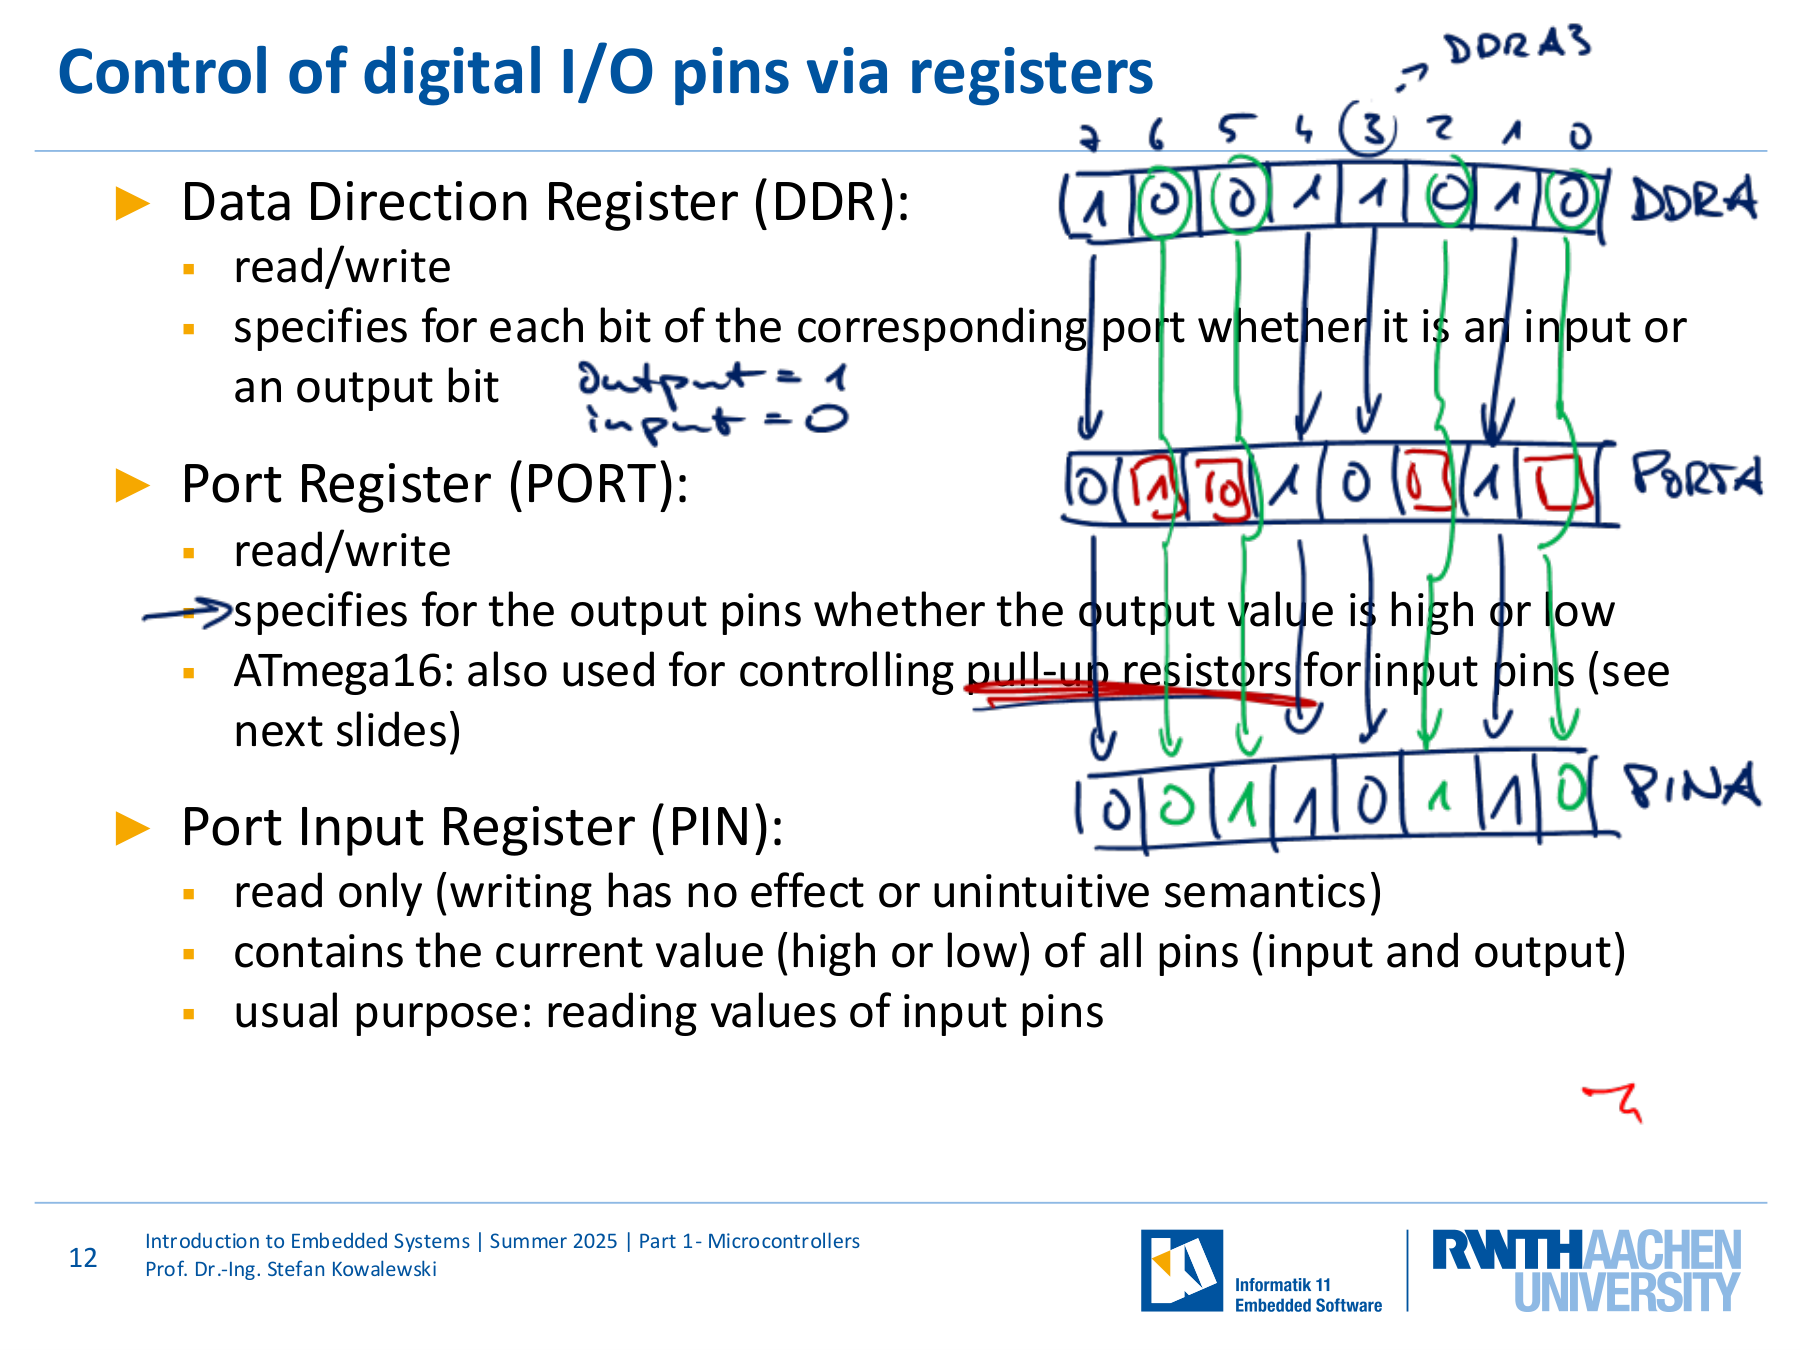 Control of digital I/O pins via registers
DDRA3
7 6 5 4 3 2 1 0
► Data Direction Register (DDR):
1 0 0 1 1 0 1 0 DDRA
▪ read/write
▪ specifies for each bit of the corresponding port whether it is an input or
an output bit
Output = 1
input = 0
► Port Register (PORT):
0 1 0 1 0 0 1 PORTA
▪ read/write
▪ specifies for the output pins whether the output value is high or low
▪ ATmega16: also used for controlling pull-up resistors for input pins (see
next slides)
► Port Input Register (PIN):
0 0 1 1 0 1 1 0 PINA
▪ read only (writing has no effect or unintuitive semantics)
▪ contains the current value (high or low) of all pins (input and output)
▪ usual purpose: reading values of input pins
12
Introduction to Embedded Systems | Summer 2025 | Part 1- Microcontrollers
Prof. Dr.-Ing. Stefan Kowalewski
Informatik 11
Embedded Software
RWTH AACHEN
UNIVERSITY